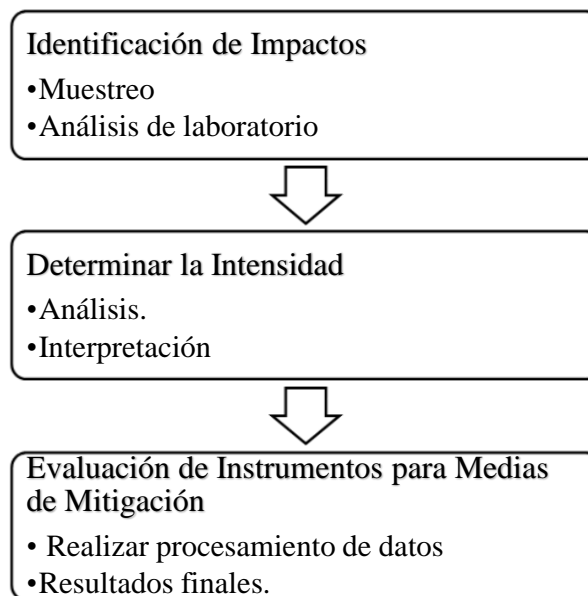 Identificación de Impactos
•Muestreo
•Análisis de laboratorio
Determinar la Intensidad
•Análisis.
•Interpretación
Evaluación de Instrumentos para Medias
de Mitigación
• Realizar procesamiento de datos
•Resultados finales.